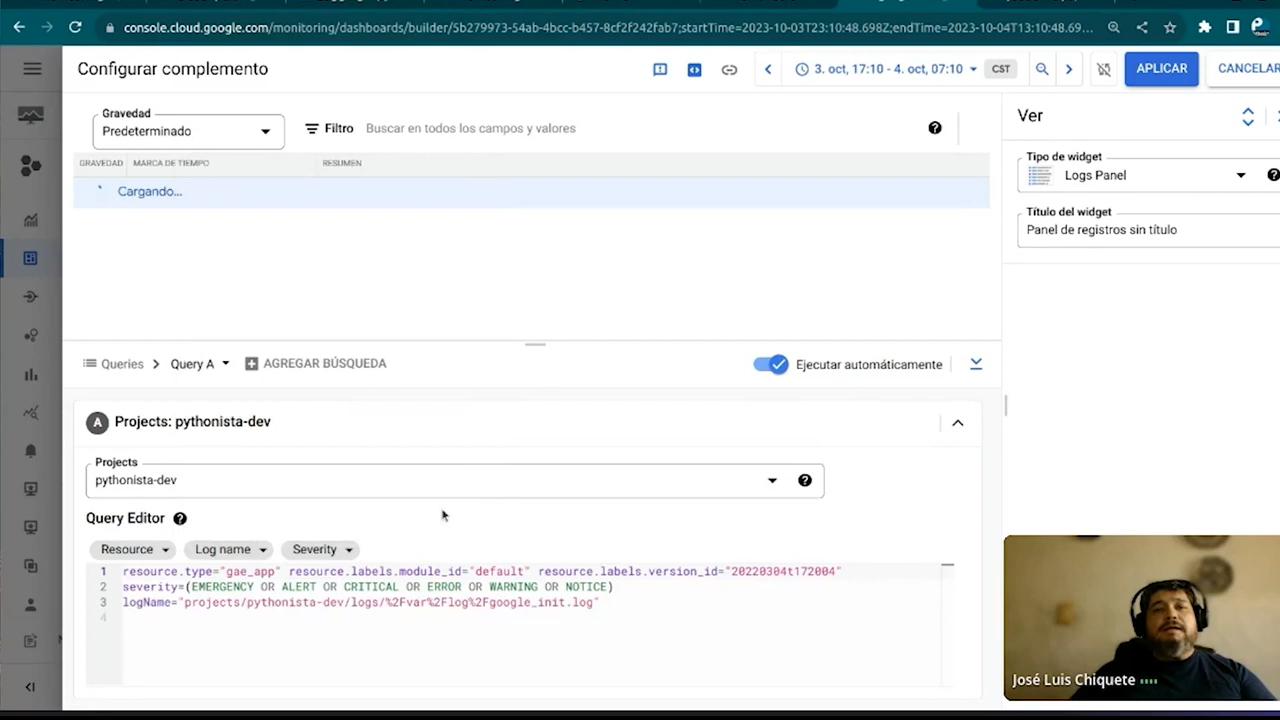 console.cloud.google.com/monitoring/dashboards/builder/5b279973-54ab-4bcc-b457-8cf2f242fab7;startTime=2023-10-03T23:10:48.698Z;endTime=2023-10-04T13:10:48.69...
Configurar complemento
3. oct, 17:10 - 4. oct, 07:10
CST
APLICAR
CANCELAR
Gravedad
Predeterminado
Filtro
Buscar en todos los campos y valores
GRAVEDAD
MARCA DE TIEMPO
RESUMEN
Cargando...
Ver
Tipo de widget
Logs Panel
Título del widget
Panel de registros sin título
Queries
Query A
AGREGAR BÚSQUEDA
Ejecutar automáticamente
A
Projects: pythonista-dev
Projects
pythonista-dev
Query Editor
Resource
Log name
Severity
1 resource.type="gae_app" resource.labels.module_id="default" resource.labels.version_id="20220304t172004"
2 severity=(EMERGENCY OR ALERT OR CRITICAL OR ERROR OR WARNING OR NOTICE)
3 logName="projects/pythonista-dev/logs/%2Fvar%2Flog%2Fgoogle_init.log"
4
José Luis Chiquete